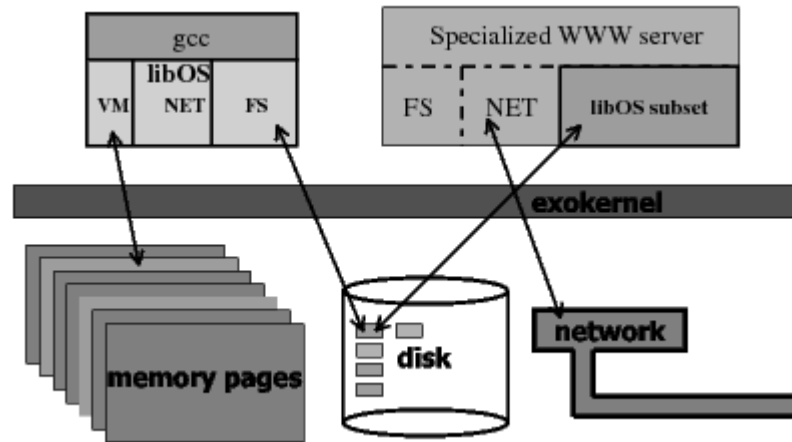 gcc
libOS
VM NET FS
Specialized WWW server
FS NET libOS subset
exokernel
memory pages
disk
network